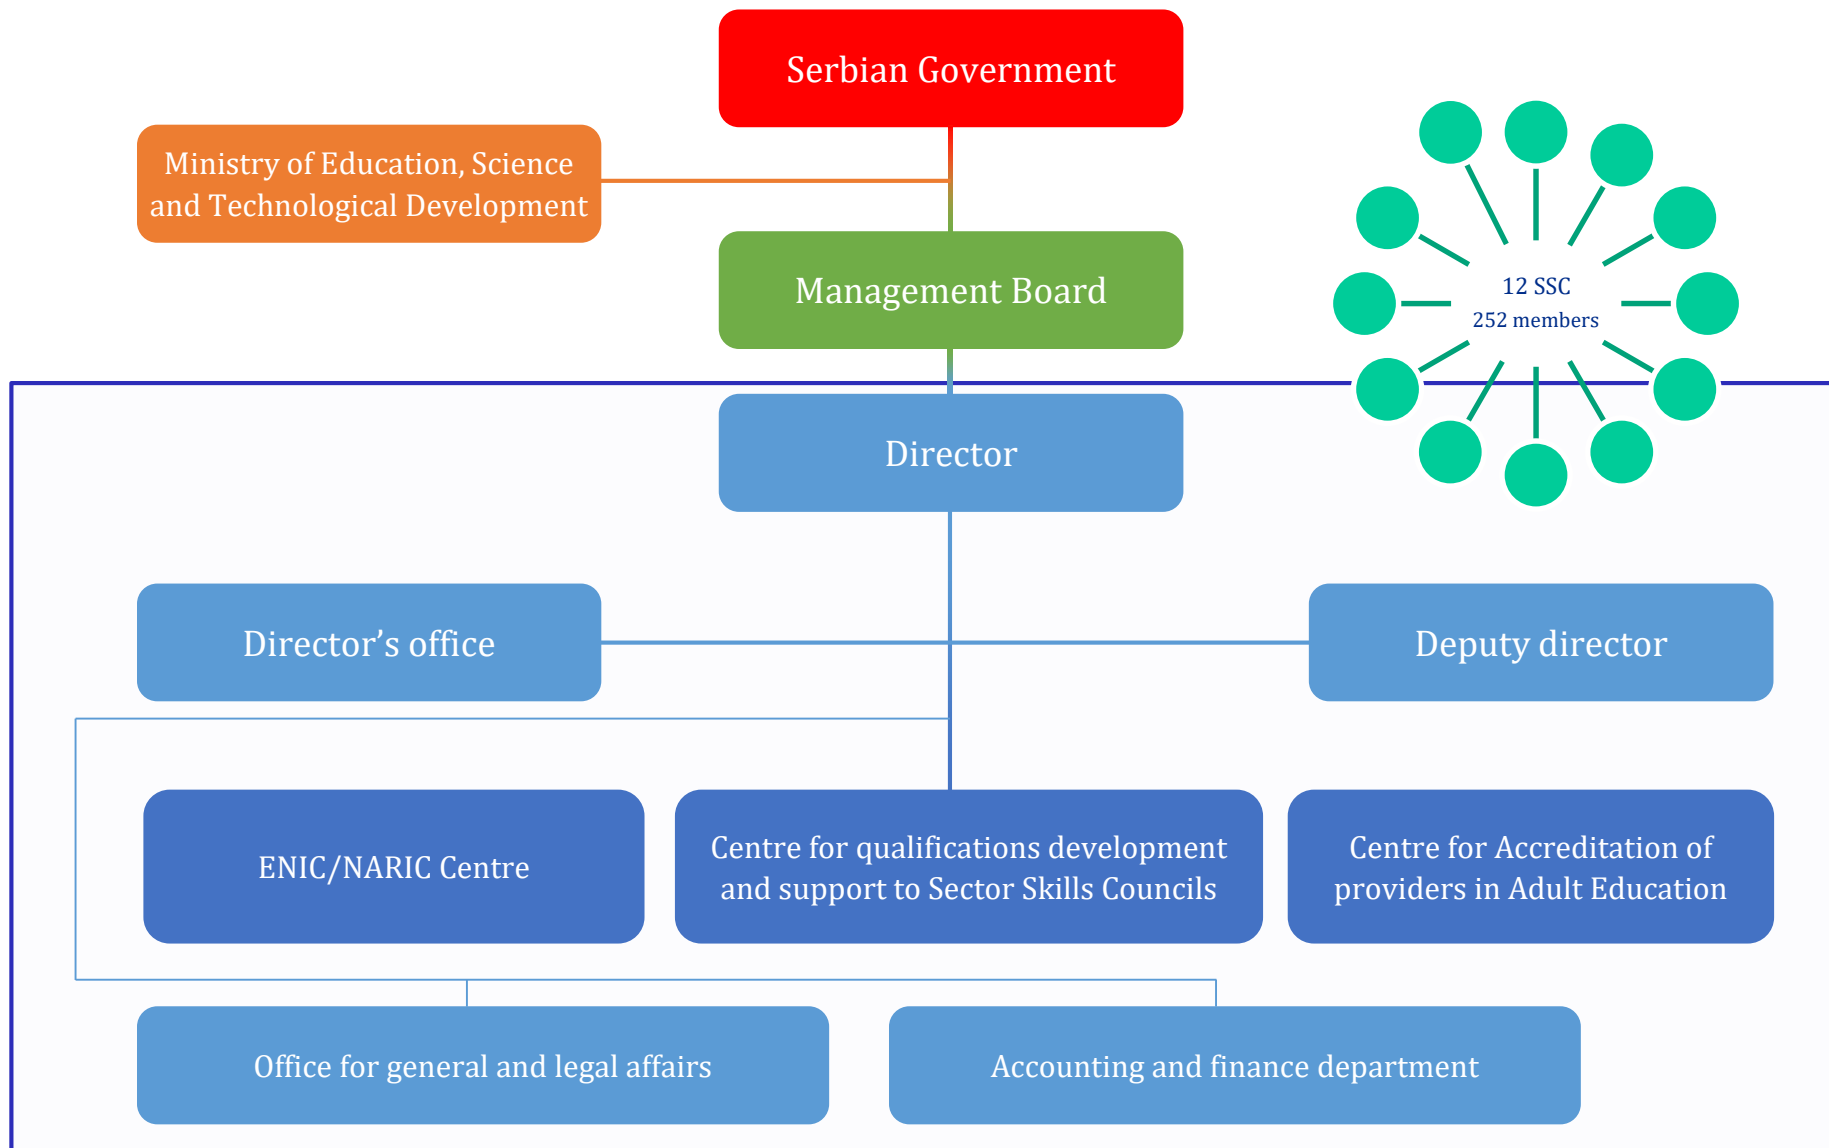 Serbian Government
Ministry of Education, Science
and Technological Development
Management Board
12 SSC
252 members
Director
Director’s office
Deputy director
ENIC/NARIC Centre
Centre for qualifications development
and support to Sector Skills Councils
Centre for Accreditation of
providers in Adult Education
Office for general and legal affairs
Accounting and finance department